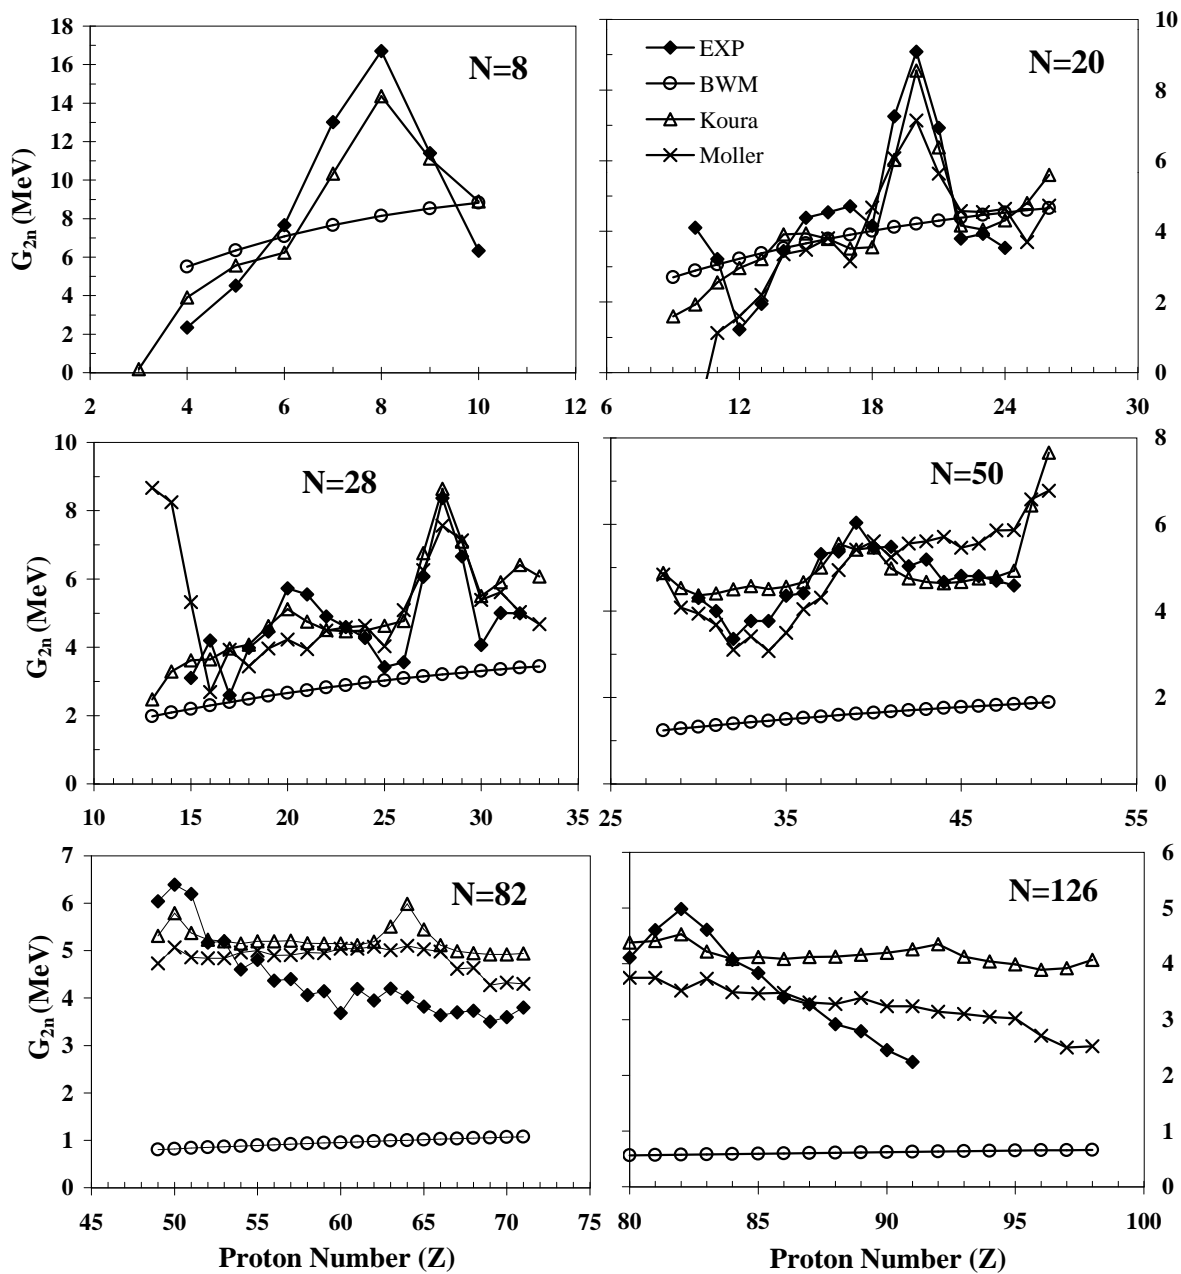 18
16
14
12
10
8
6
4
2
0
G2n (MeV)
N=8
2 4 6 8 10 12
EXP
BWM
Koura
Moller
N=20
10
8
6
4
2
0
6 12 18 24 30
10
8
6
4
2
0
G2n (MeV)
N=28
10 15 20 25 30 35
N=50
8
6
4
2
0
25 35 45 55
7
6
5
4
3
2
1
0
G2n (MeV)
N=82
45 50 55 60 65 70 75
Proton Number (Z)
N=126
6
5
4
3
2
1
0
80 85 90 95 100
Proton Number (Z)